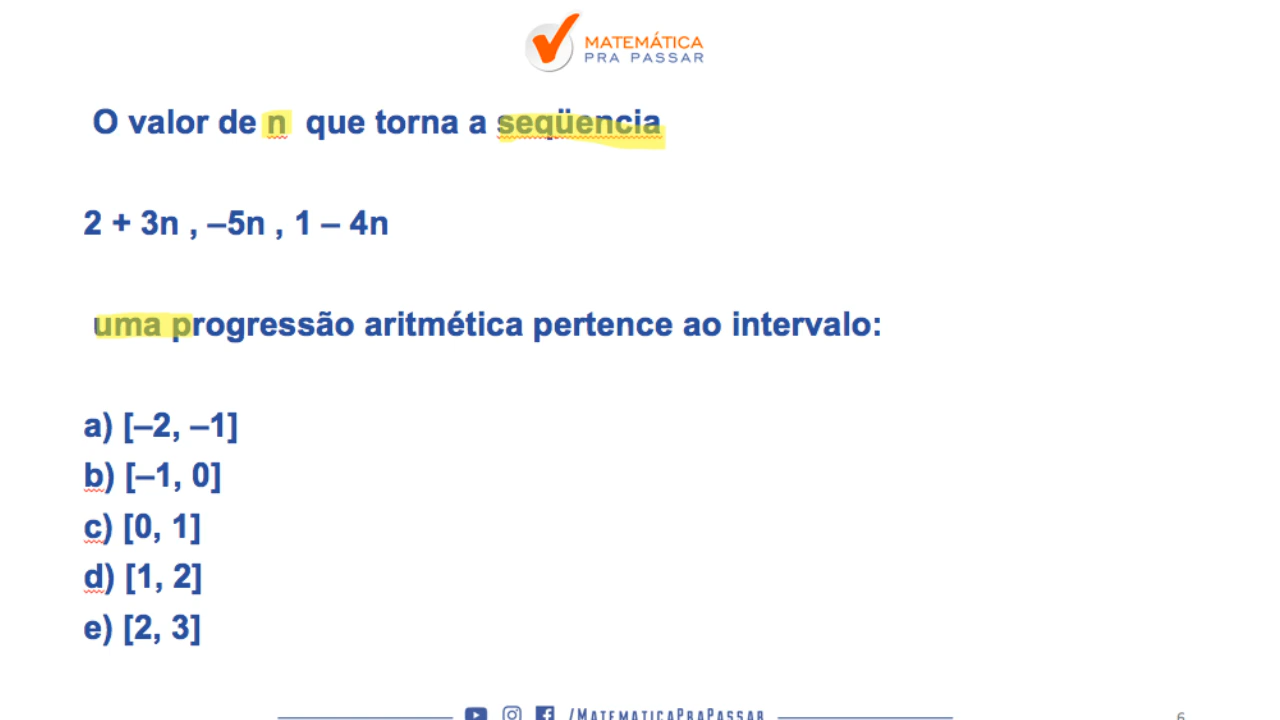 MATEMÁTICA
PRA PASSAR
O valor de n que torna a seqüencia
2 + 3n , –5n , 1 – 4n
uma progressão aritmética pertence ao intervalo:
a) [–2, –1]
b) [–1, 0]
c) [0, 1]
d) [1, 2]
e) [2, 3]
/MATEMATICAPRAPASSAR
6